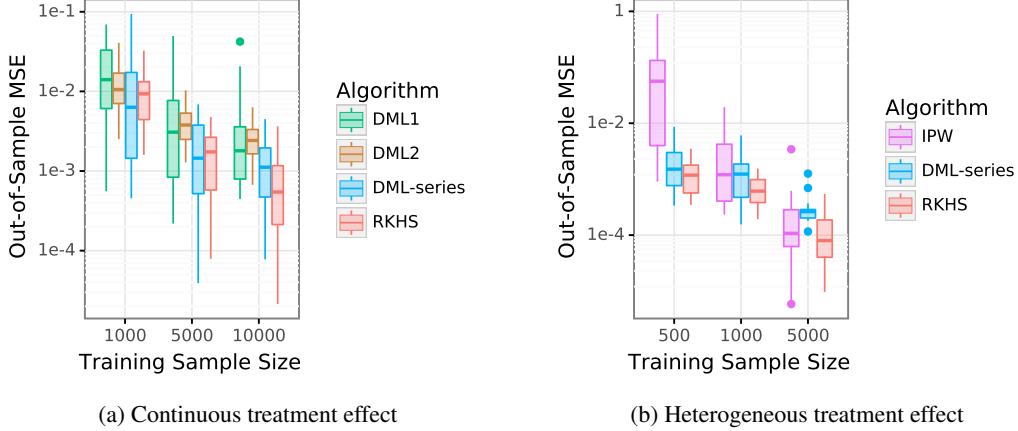 Out-of-Sample MSE
1e-1
1e-2
1e-3
1e-4
1000 5000 10000
Training Sample Size
Algorithm
DML1
DML2
DML-series
RKHS
(a) Continuous treatment effect
Out-of-Sample MSE
1
1e-2
1e-4
500 1000 5000
Training Sample Size
Algorithm
IPW
DML-series
RKHS
(b) Heterogeneous treatment effect